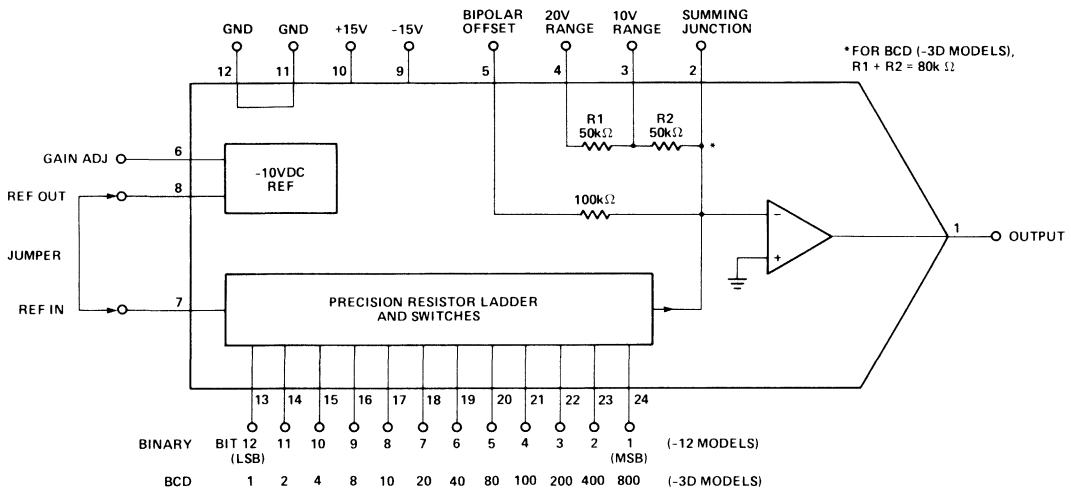 GND GND +15V -15V BIPOLAR OFFSET 20V RANGE 10V RANGE SUMMING JUNCTION
12 11 10 9 5 4 3 2
*FOR BCD (-3D MODELS),
R1 + R2 = 80k Ω
R1
50kΩ
R2
50kΩ
*
GAIN ADJ 6
REF OUT 8
-10VDC
REF
100kΩ
-
+
1 OUTPUT
JUMPER
REF IN 7
PRECISION RESISTOR LADDER
AND SWITCHES
13 14 15 16 17 18 19 20 21 22 23 24
BINARY BIT 12 11 10 9 8 7 6 5 4 3 2 1 (-12 MODELS)
(LSB) (MSB)
BCD 1 2 4 8 10 20 40 80 100 200 400 800 (-3D MODELS)